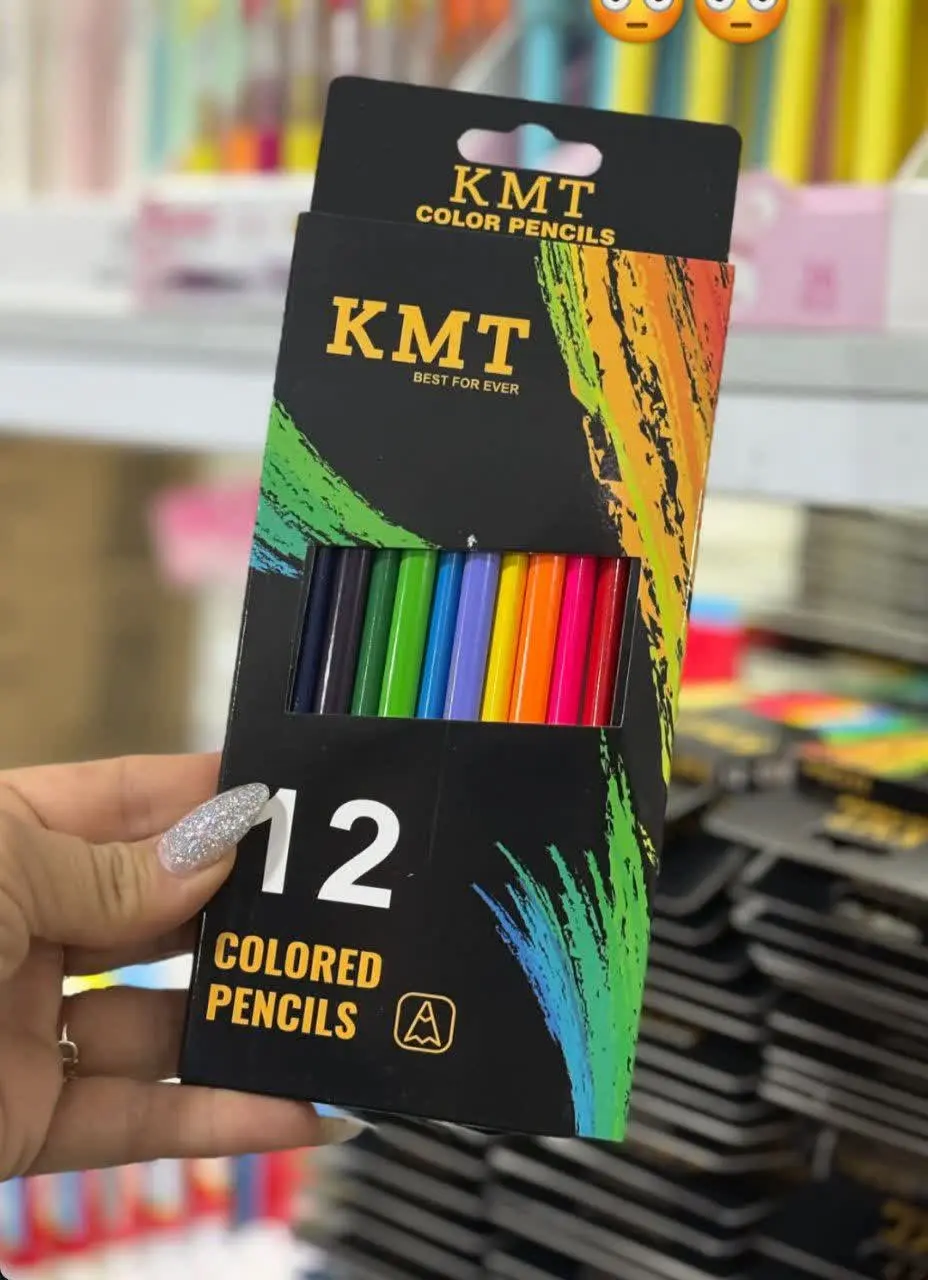 KMT
COLOR PENCILS
KMT
BEST FOR EVER
12
COLORED
PENCILS